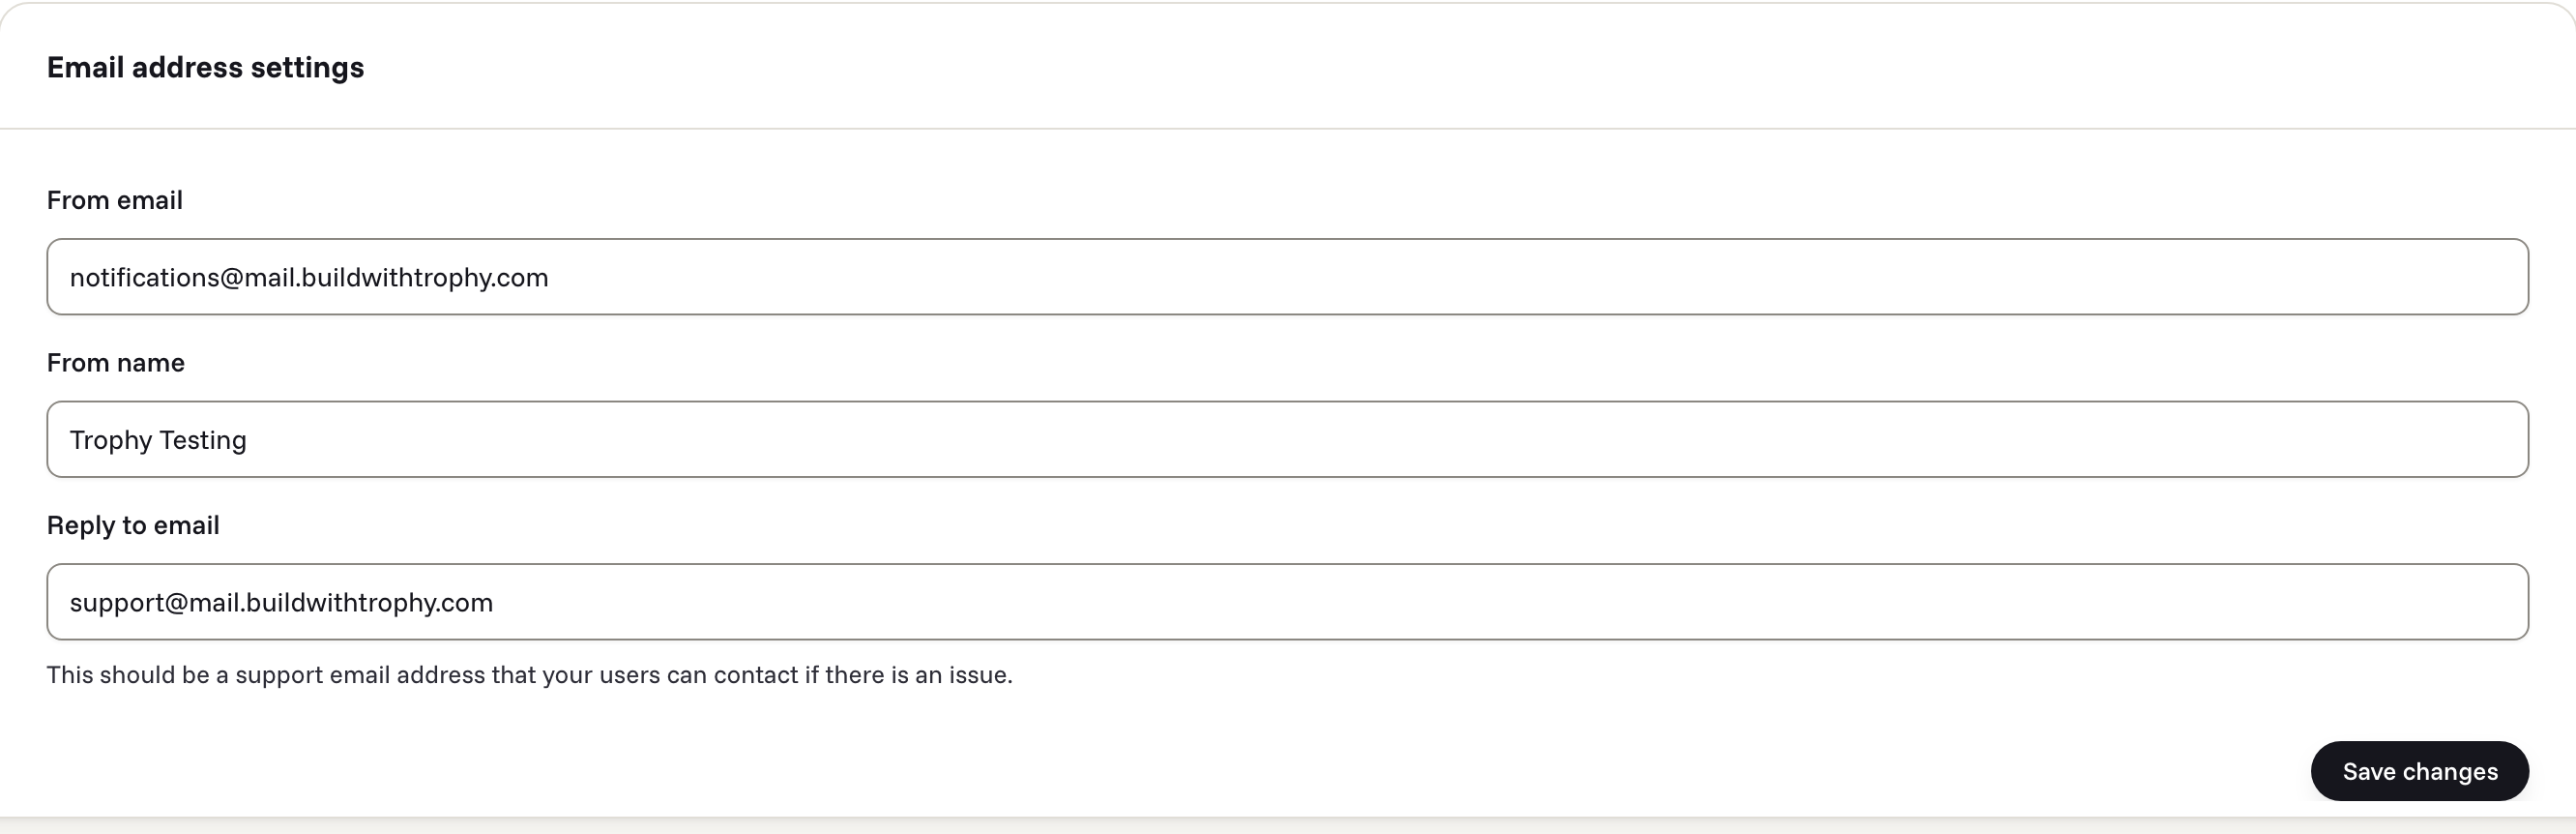 Email address settings
From email
notifications@mail.buildwithtrophy.com
From name
Trophy Testing
Reply to email
support@mail.buildwithtrophy.com
This should be a support email address that your users can contact if there is an issue.
Save changes